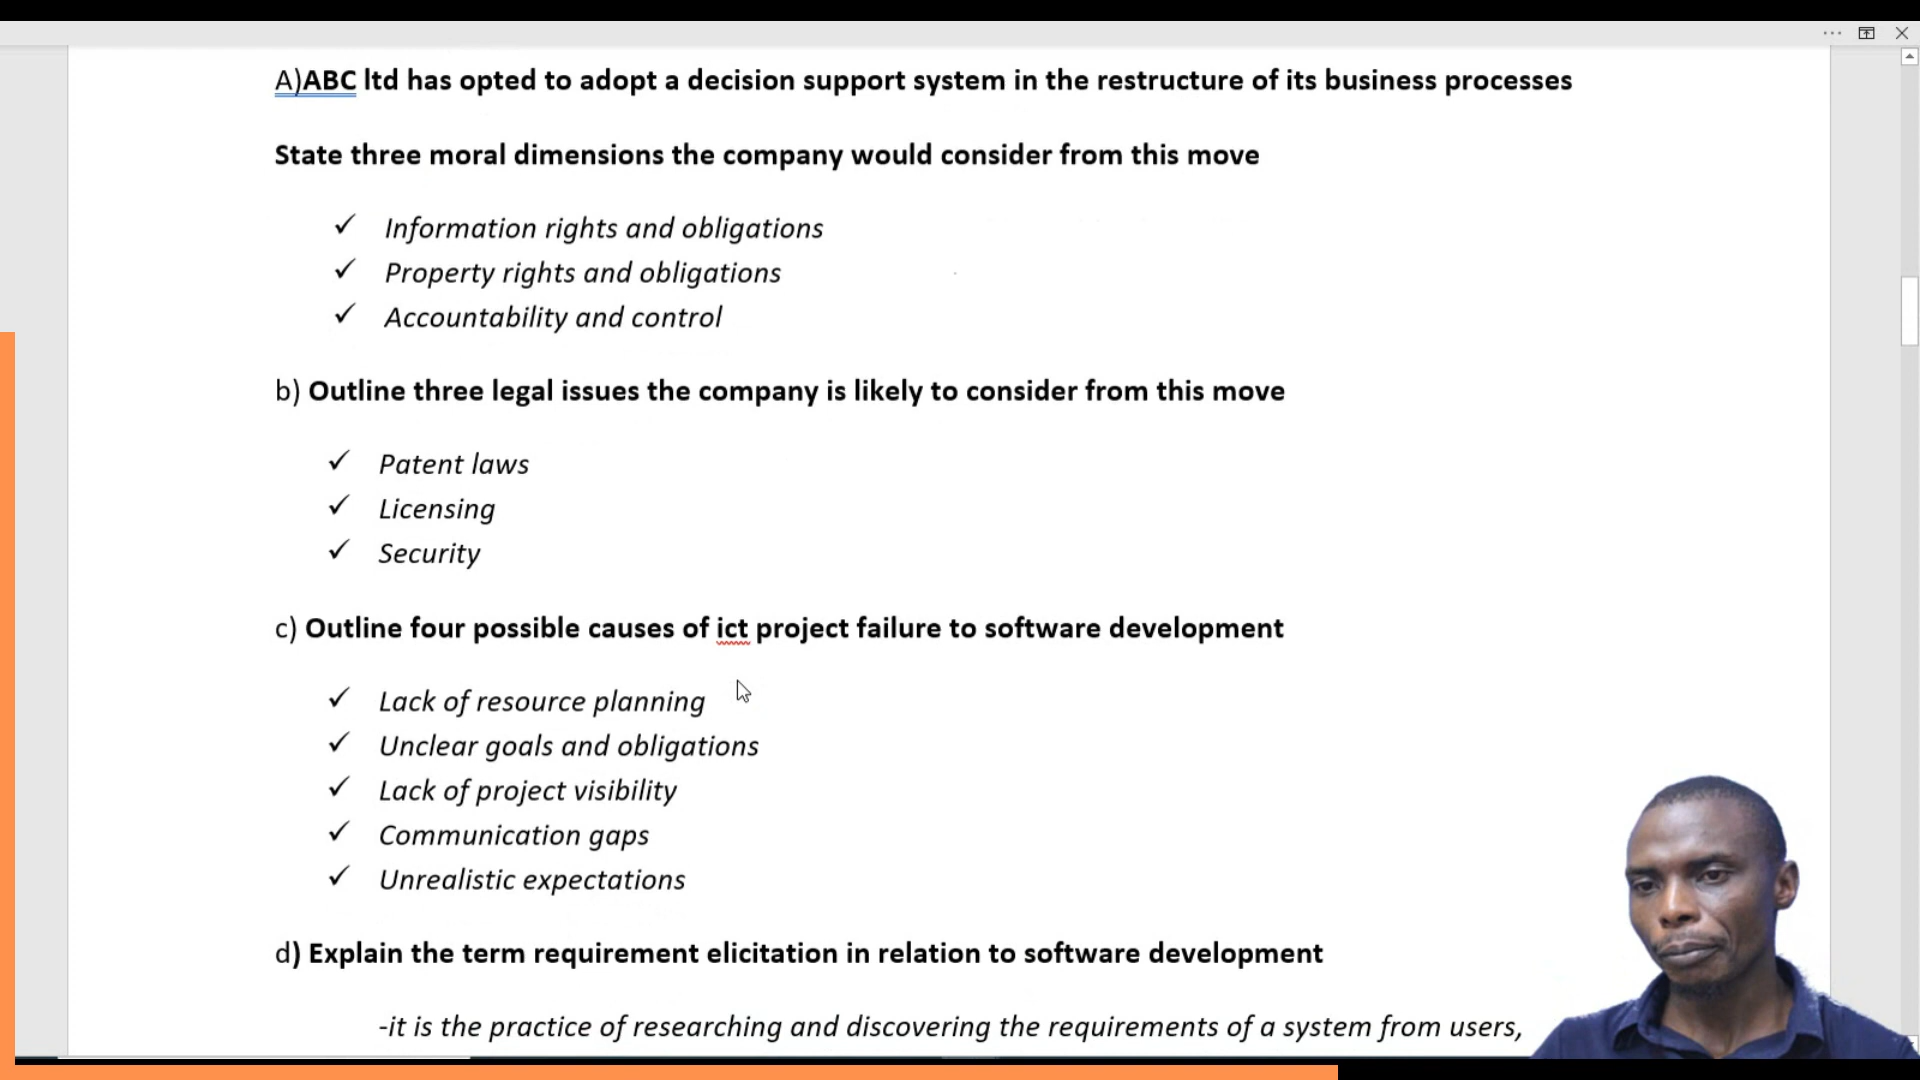 A)ABC ltd has opted to adopt a decision support system in the restructure of its business processes
State three moral dimensions the company would consider from this move
✓ Information rights and obligations
✓ Property rights and obligations
✓ Accountability and control
b) Outline three legal issues the company is likely to consider from this move
✓ Patent laws
✓ Licensing
✓ Security
c) Outline four possible causes of ict project failure to software development
✓ Lack of resource planning
✓ Unclear goals and obligations
✓ Lack of project visibility
✓ Communication gaps
✓ Unrealistic expectations
d) Explain the term requirement elicitation in relation to software development
-it is the practice of researching and discovering the requirements of a system from users,